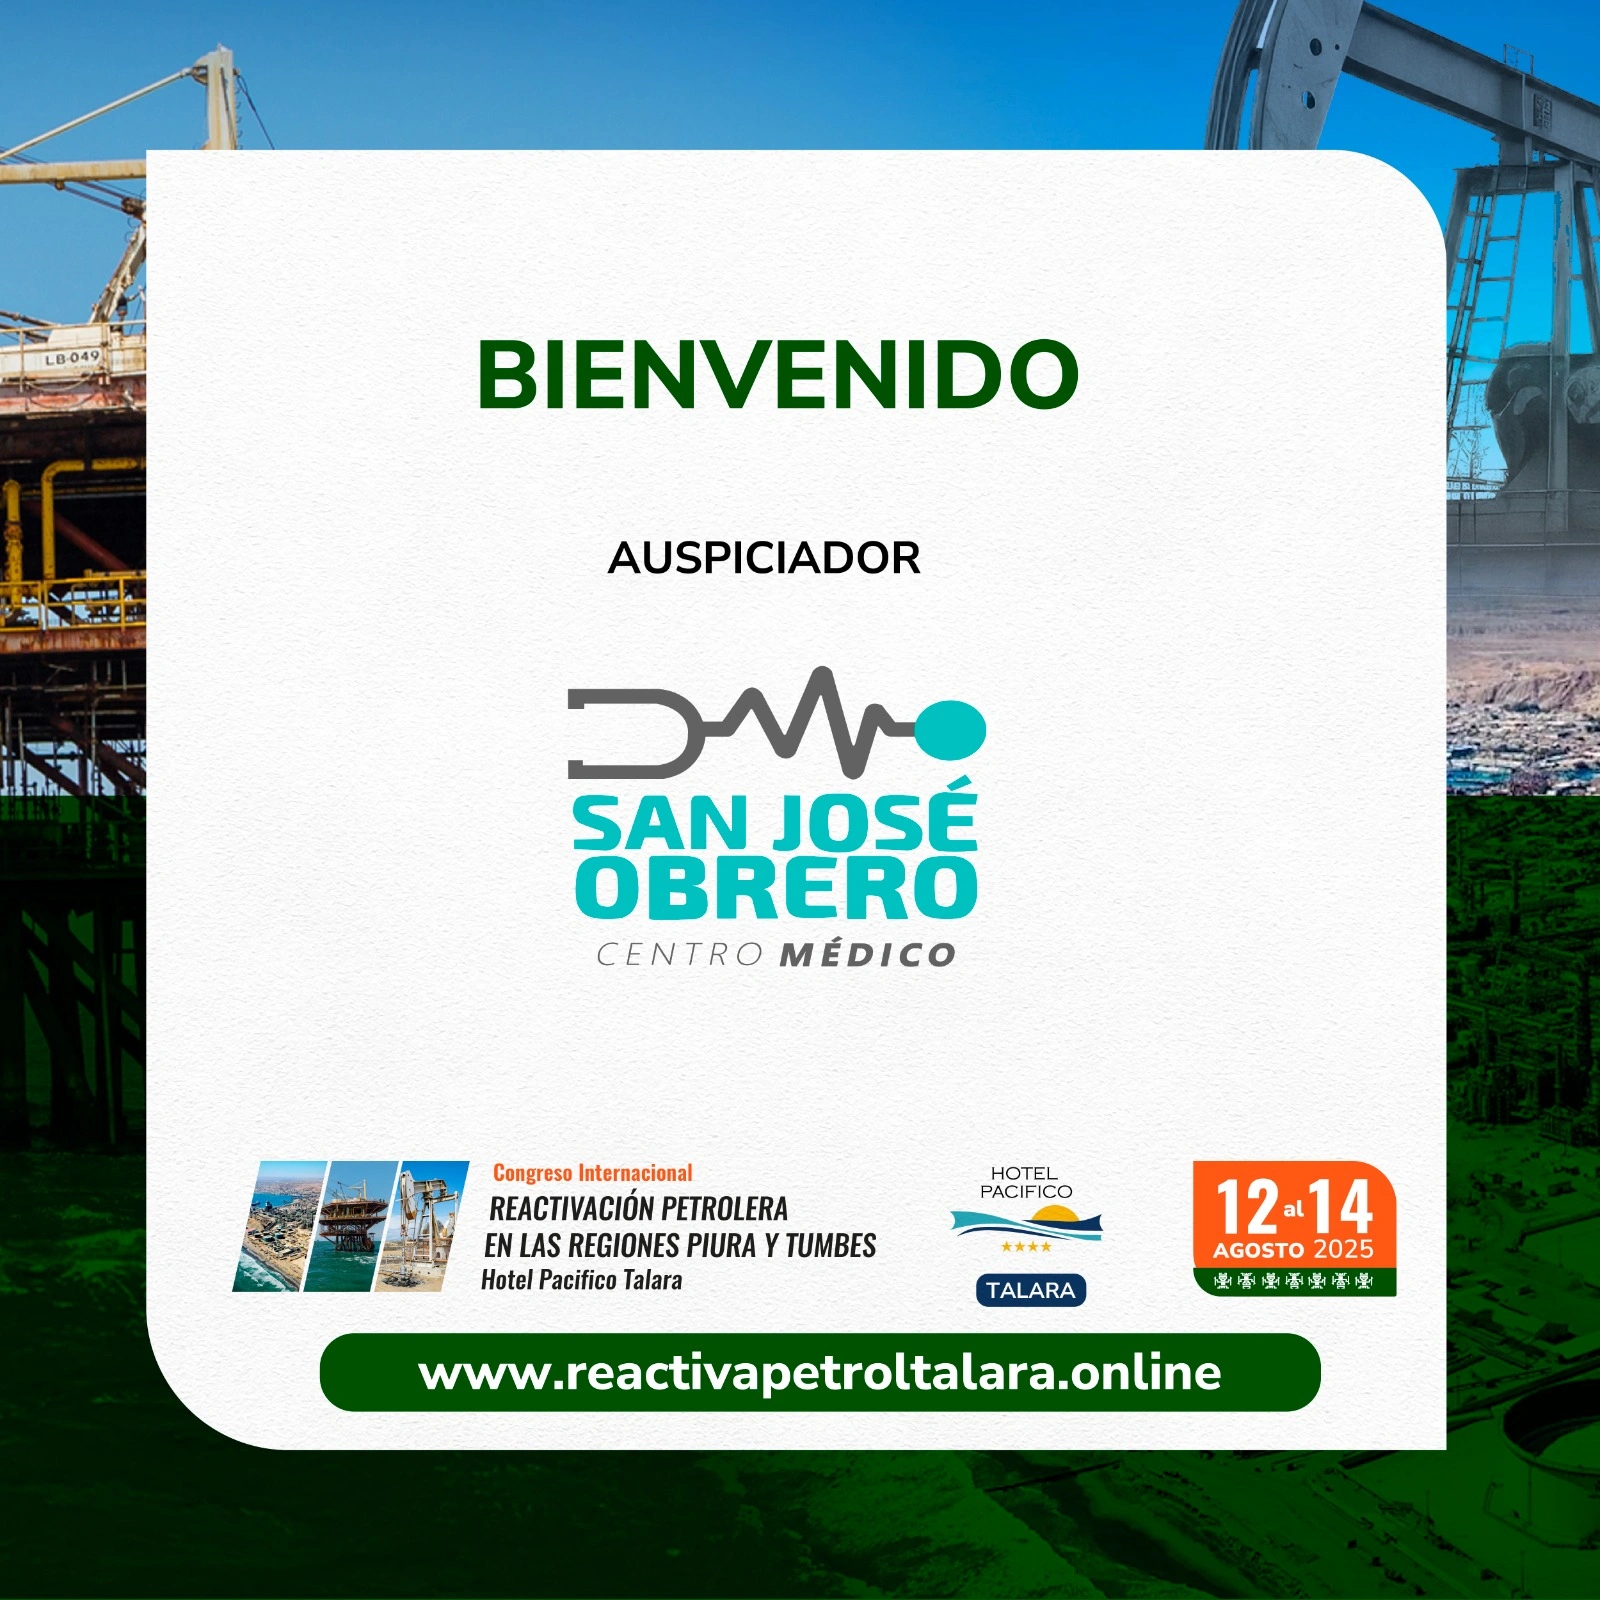 LB-049
BIENVENIDO
AUSPICIADOR
SAN JOSÉ
OBRERO
CENTRO MÉDICO
Congreso Internacional
REACTIVACIÓN PETROLERA
EN LAS REGIONES PIURA Y TUMBES
Hotel Pacifico Talara
HOTEL
PACIFICO
TALARA
12 al 14
AGOSTO 2025
www.reactivapetroltalara.online